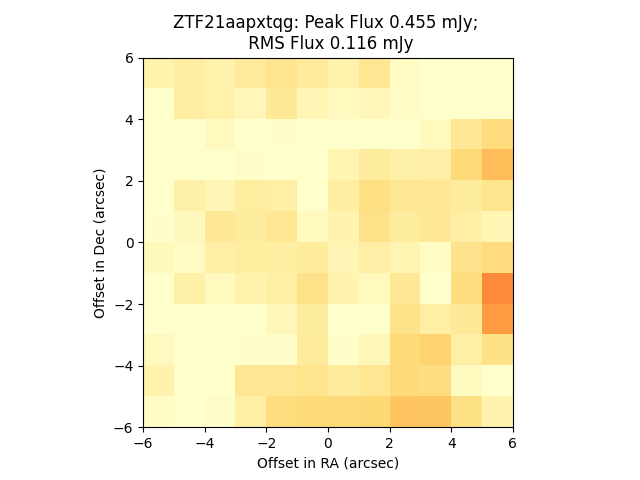 ZTF21aapxtqg: Peak Flux 0.455 mJy;
RMS Flux 0.116 mJy
6
4
2
0
−2
−4
−6
Offset in Dec (arcsec)
−6 −4 −2 0 2 4 6
Offset in RA (arcsec)